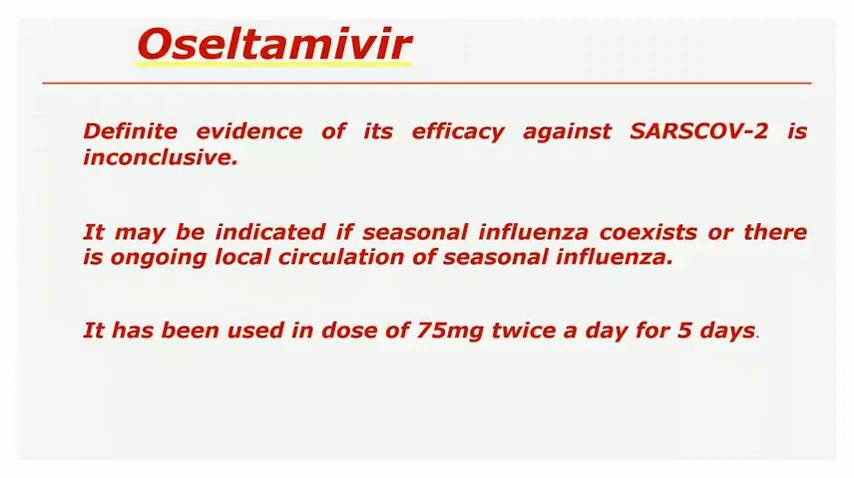 Oseltamivir
Definite evidence of its efficacy against SARSCOV-2 is
inconclusive.
It may be indicated if seasonal influenza coexists or there
is ongoing local circulation of seasonal influenza.
It has been used in dose of 75mg twice a day for 5 days.